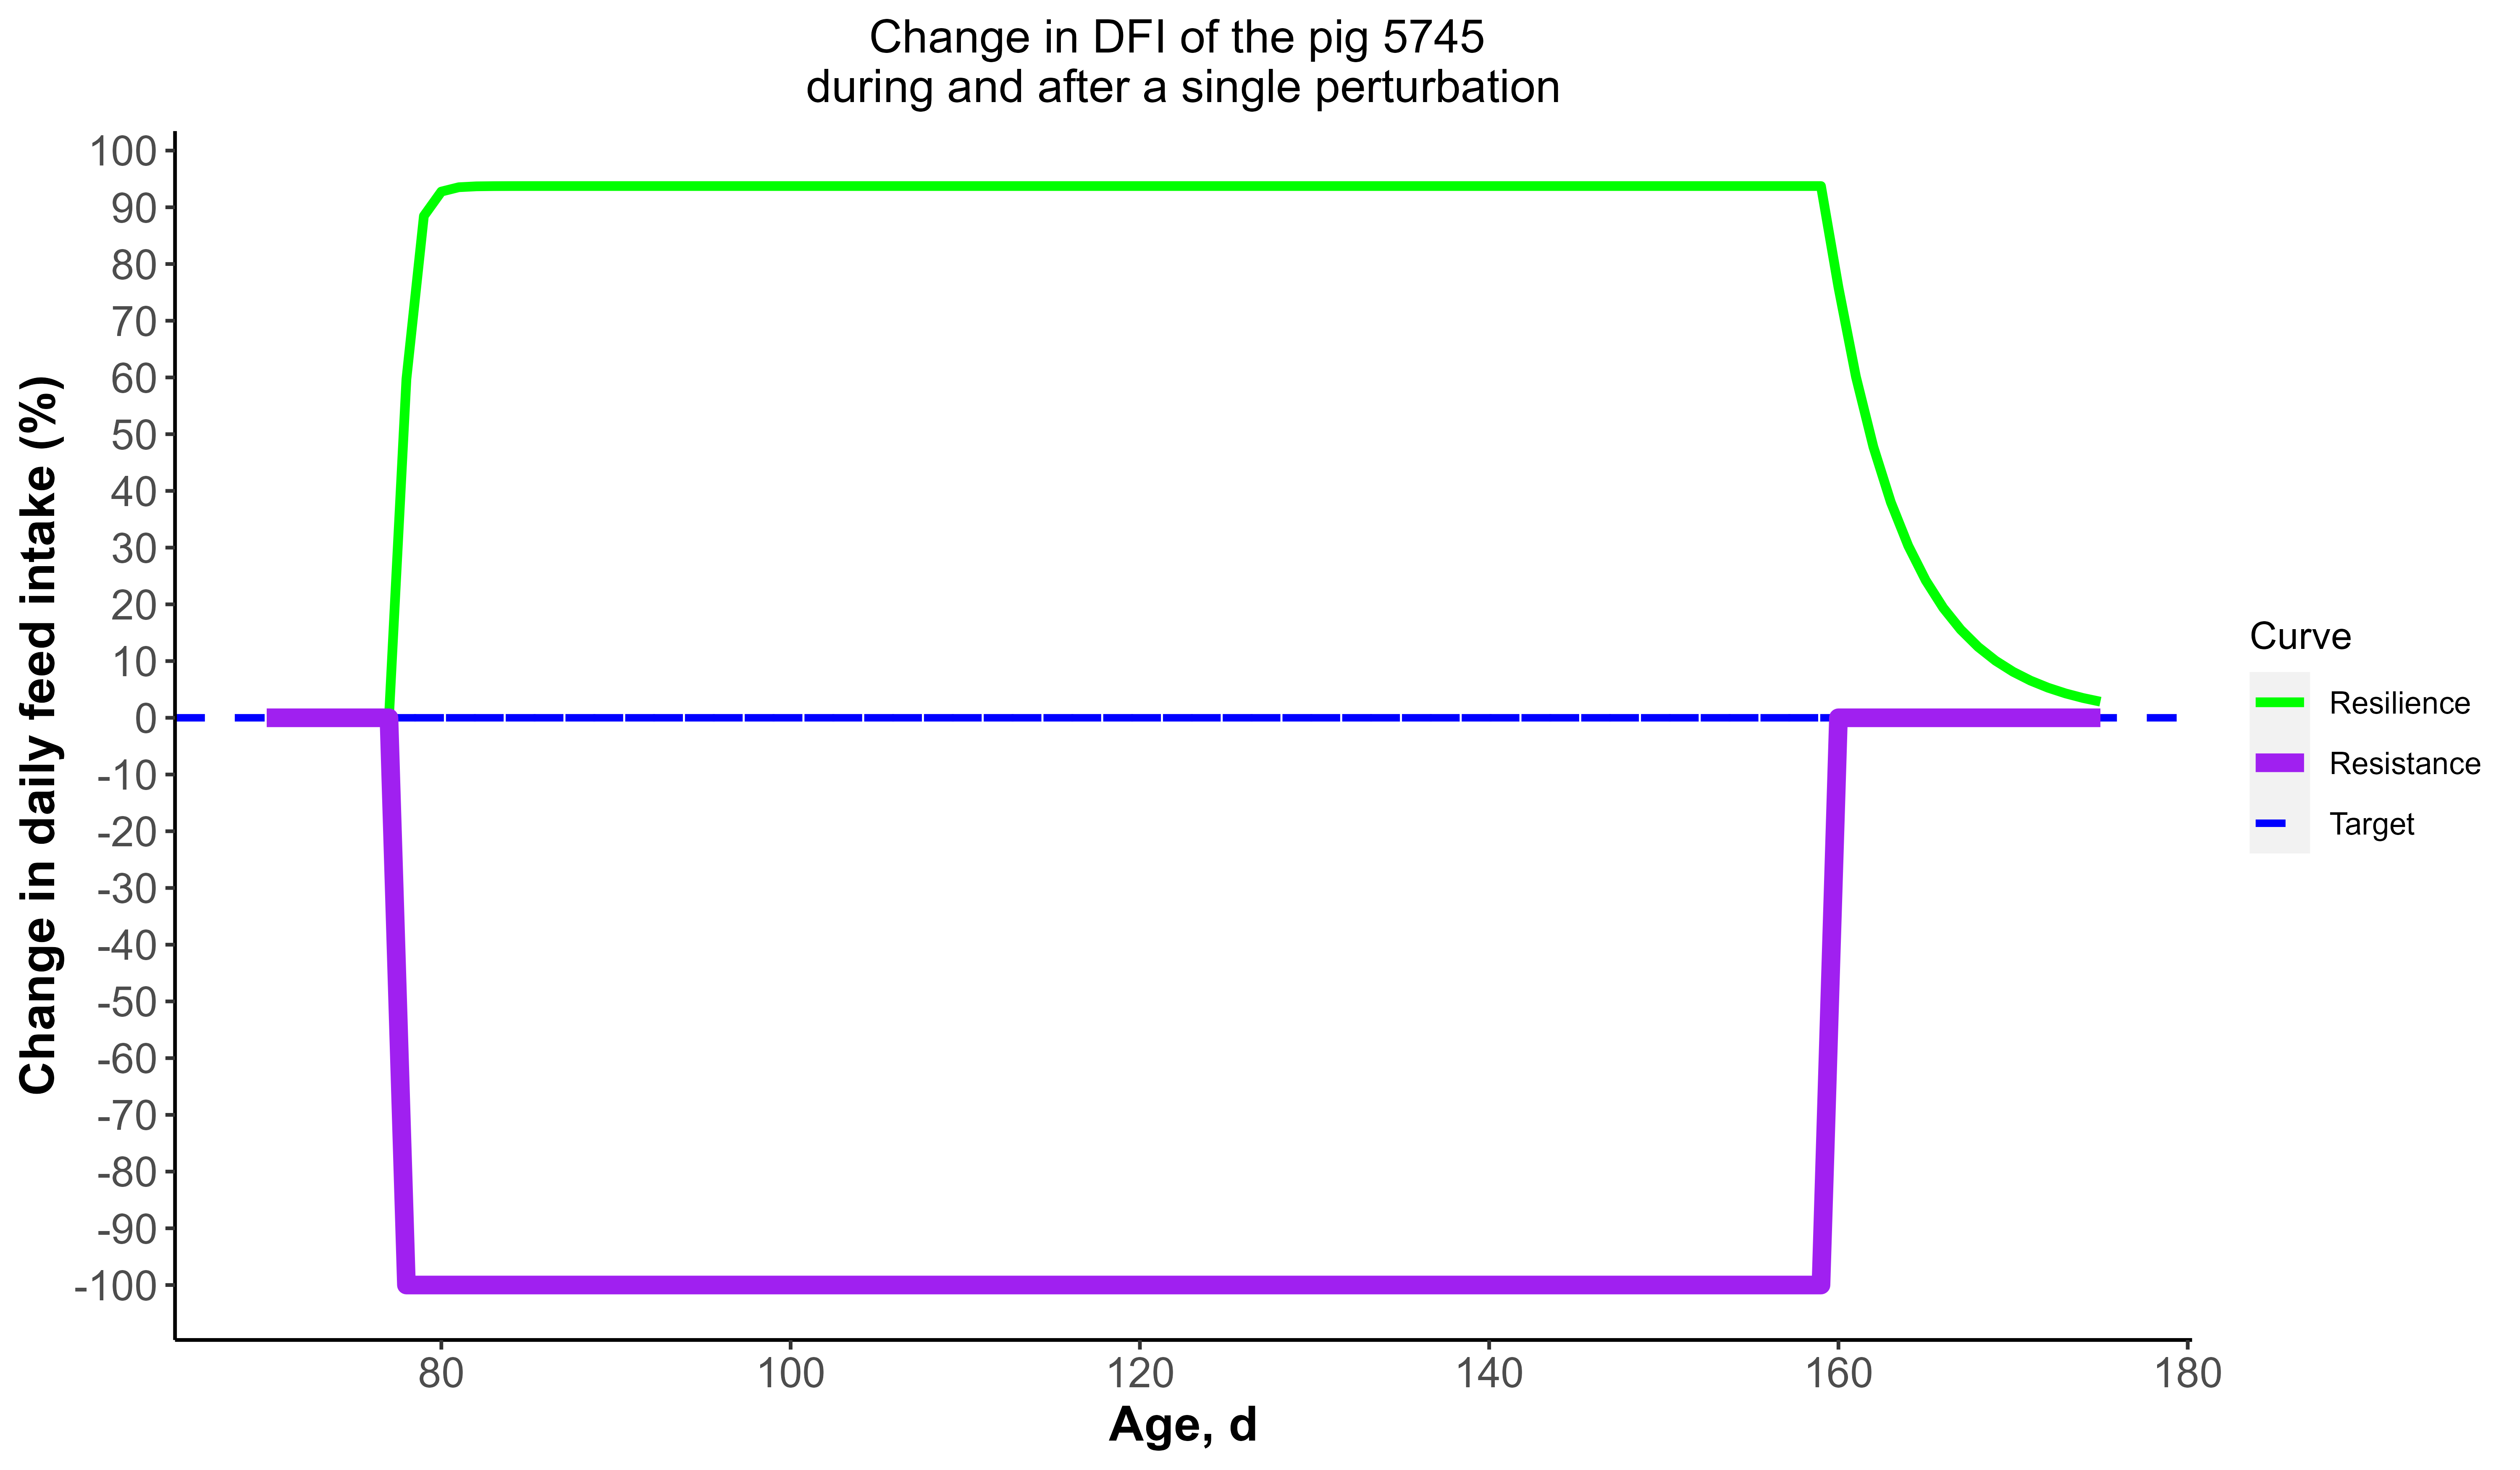 Change in DFI of the pig 5745
during and after a single perturbation
Change in daily feed intake (%)
100
90
80
70
60
50
40
30
20
10
0
-10
-20
-30
-40
-50
-60
-70
-80
-90
-100
80 100 120 140 160 180
Age, d
Curve
Resilience
Resistance
Target